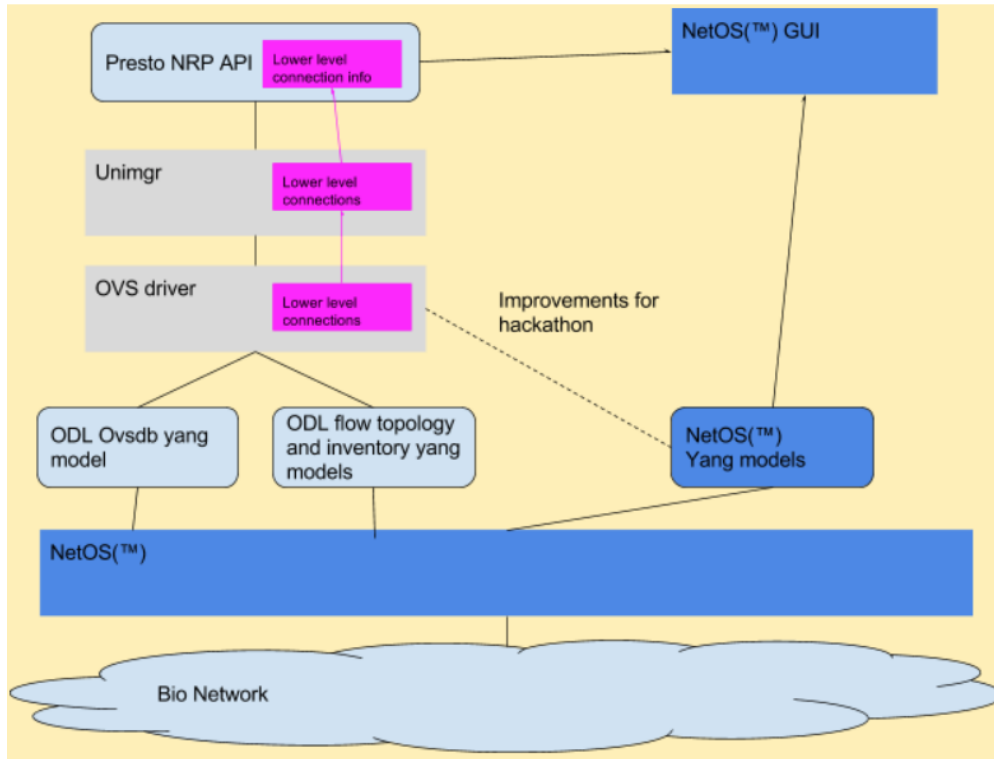 Presto NRP API
Lower level
connection info
NetOS(™) GUI
Unimgr
Lower level
connections
OVS driver
Lower level
connections
Improvements for
hackathon
ODL Ovsdb yang
model
ODL flow topology
and inventory yang
models
NetOS(™)
Yang models
NetOS(™)
Bio Network